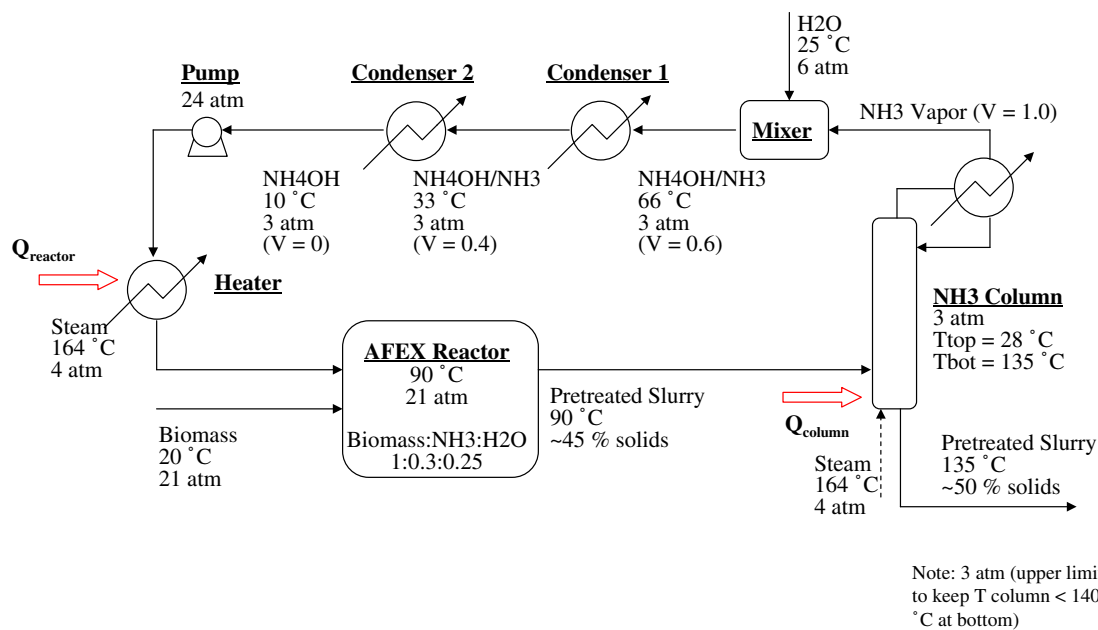 H2O
25 ˚C
6 atm
Pump
24 atm
Condenser 2
Condenser 1
Mixer
NH3 Vapor (V = 1.0)
NH4OH
10 ˚C
3 atm
(V = 0)
NH4OH/NH3
33 ˚C
3 atm
(V = 0.4)
NH4OH/NH3
66 ˚C
3 atm
(V = 0.6)
Qreactor
Heater
Steam
164 ˚C
4 atm
NH3 Column
3 atm
Ttop = 28 ˚C
Tbot = 135 ˚C
AFEX Reactor
90 ˚C
21 atm
Biomass:NH3:H2O
1:0.3:0.25
Biomass
20 ˚C
21 atm
Pretreated Slurry
90 ˚C
~45 % solids
Qcolumn
Steam
164 ˚C
4 atm
Pretreated Slurry
135 ˚C
~50 % solids
Note: 3 atm (upper limi
to keep T column < 140
˚C at bottom)